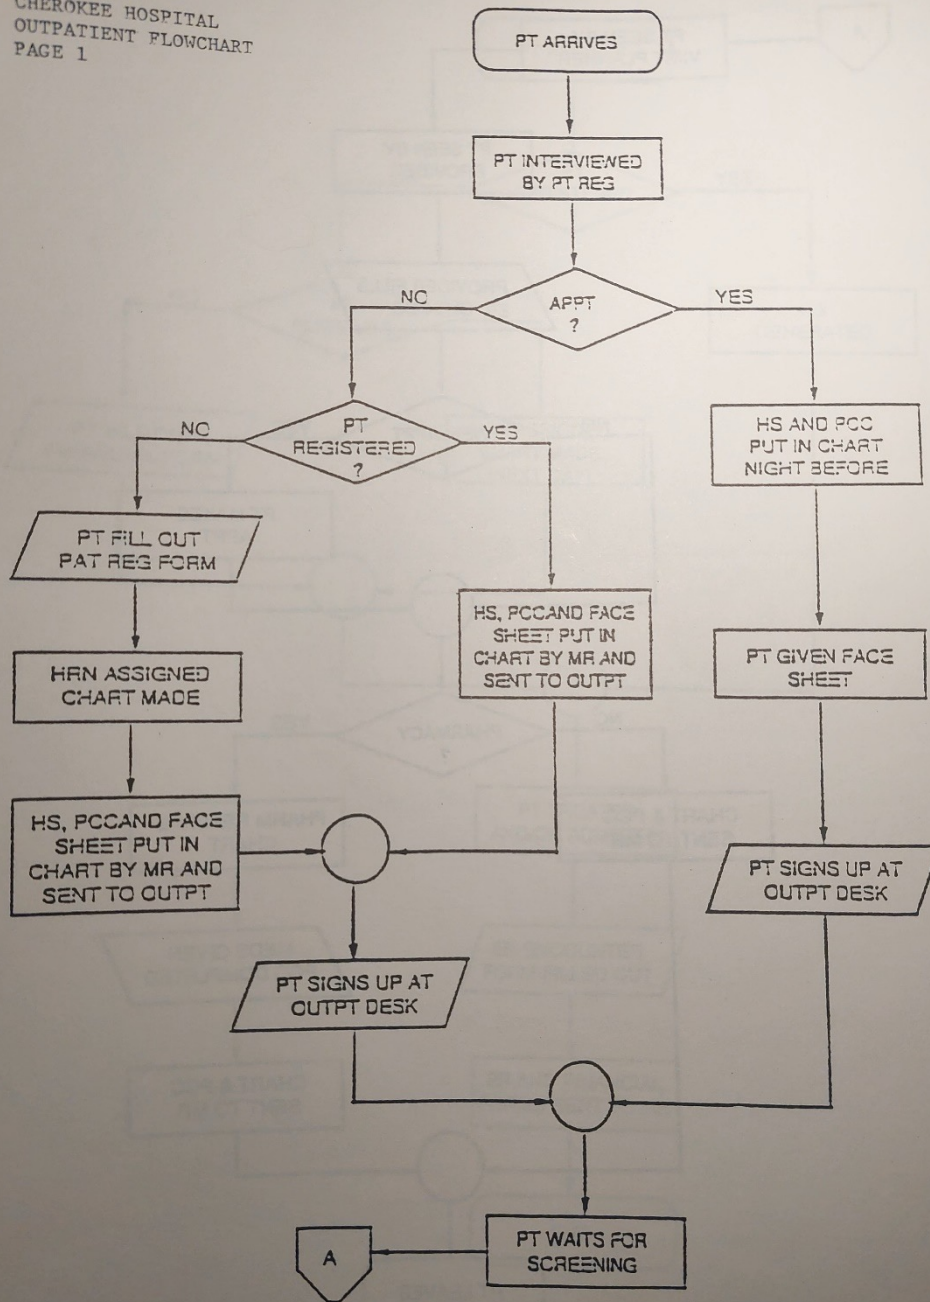 CHEROKEE HOSPITAL
OUTPATIENT FLOWCHART
PAGE 1
PT ARRIVES
PT INTERVIEWED
BY PT REG
APPT
?
NO
YES
PT
REGISTERED
?
NO
YES
HS AND PCC
PUT IN CHART
NIGHT BEFORE
PT FILL OUT
PAT REG FORM
HS, PCCAND FACE
SHEET PUT IN
CHART BY MR AND
SENT TO OUTPT
PT GIVEN FACE
SHEET
HRN ASSIGNED
CHART MADE
HS, PCCAND FACE
SHEET PUT IN
CHART BY MR AND
SENT TO OUTPT
PT SIGNS UP AT
OUTPT DESK
PT SIGNS UP AT
OUTPT DESK
PT WAITS FOR
SCREENING
A